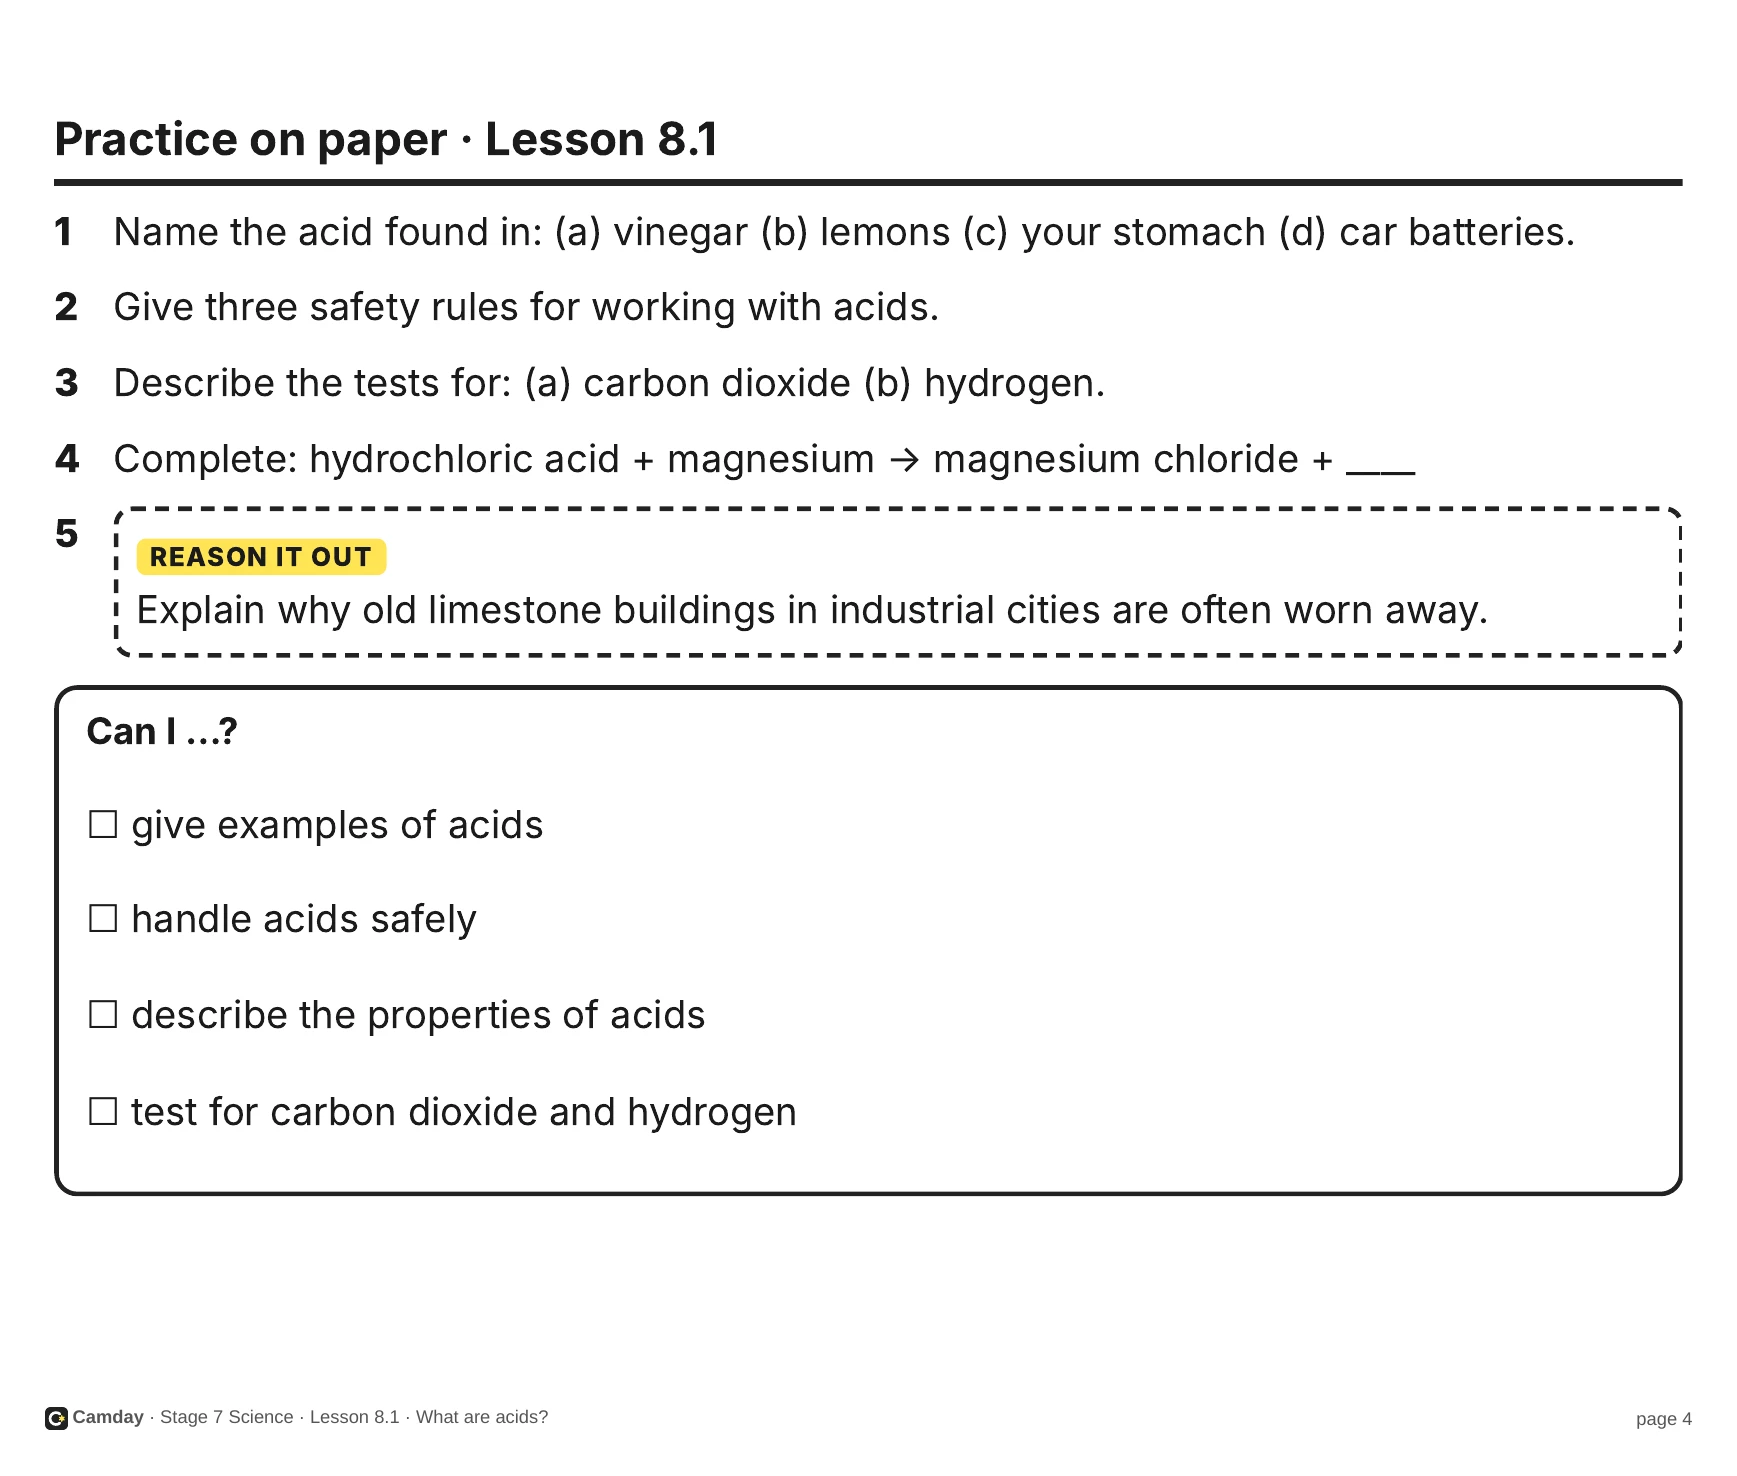 Practice on paper · Lesson 8.1
1 Name the acid found in: (a) vinegar (b) lemons (c) your stomach (d) car batteries.
2 Give three safety rules for working with acids.
3 Describe the tests for: (a) carbon dioxide (b) hydrogen.
4 Complete: hydrochloric acid + magnesium → magnesium chloride + ____
5
REASON IT OUT
Explain why old limestone buildings in industrial cities are often worn away.
Can I …?
☐ give examples of acids
☐ handle acids safely
☐ describe the properties of acids
☐ test for carbon dioxide and hydrogen
Camday · Stage 7 Science · Lesson 8.1 · What are acids?
page 4